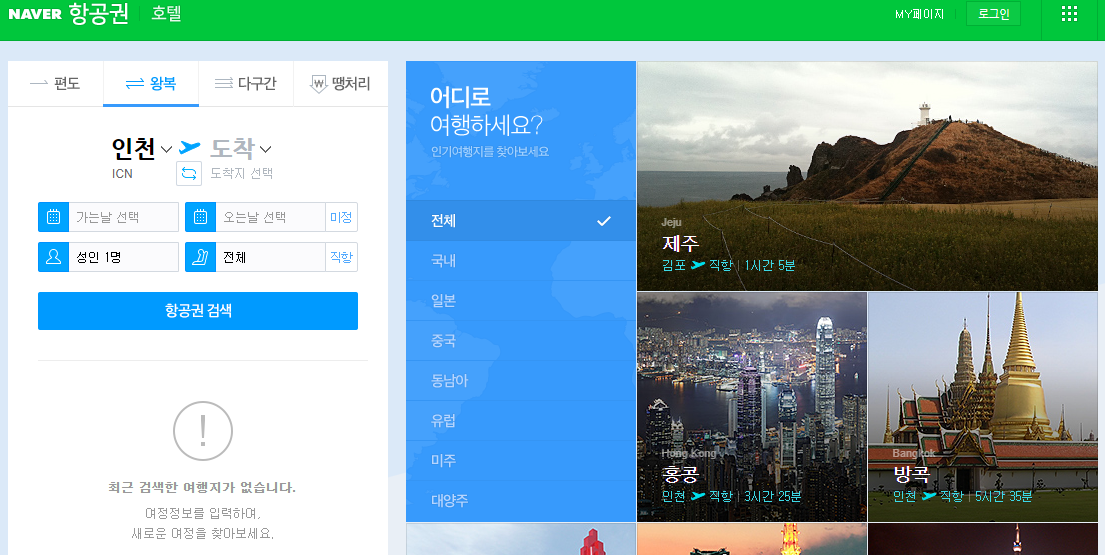 NAVER 항공권 호텔
MY페이지 로그인
편도 왕복 다구간 땡처리
인천 도착
ICN 도착지 선택
가는날 선택 오는날 선택 미정
성인 1명 전체 직항
항공권 검색
!
최근 검색한 여행지가 없습니다.
여정정보를 입력하며,
새로운 여정을 찾아보세요.
어디로
여행하세요?
인기여행지를 찾아보세요
전체
국내
일본
중국
동남아
유럽
미주
대양주
Jeju
제주
김포 직항 | 1시간 5분
Hong Kong
홍콩
인천 직항 | 3시간 25분
Bangkok
방콕
인천 직항 | 5시간 35분